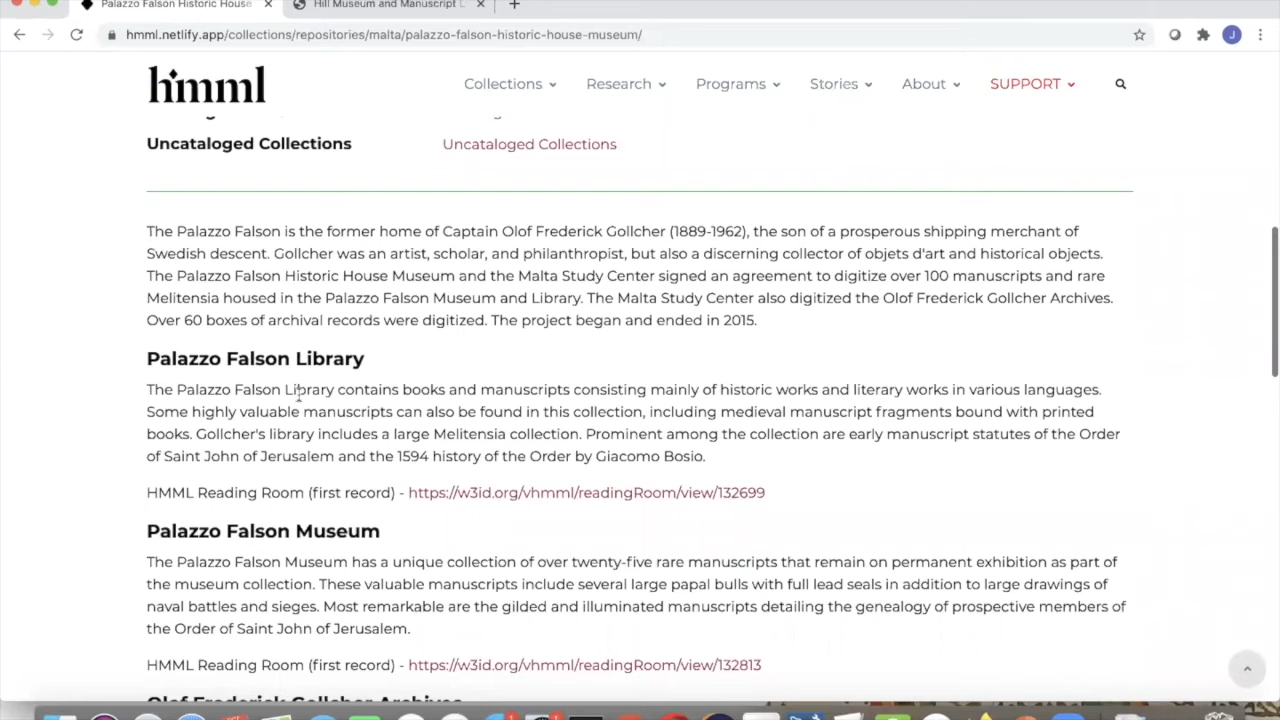 Palazzo Falson Historic House
Hill Museum and Manuscript L
hmml.netlify.app/collections/repositories/malta/palazzo-falson-historic-house-museum/
J
hmml
Collections
Research
Programs
Stories
About
SUPPORT
Uncataloged Collections
Uncataloged Collections
The Palazzo Falson is the former home of Captain Olof Frederick Gollcher (1889-1962), the son of a prosperous shipping merchant of
Swedish descent. Gollcher was an artist, scholar, and philanthropist, but also a discerning collector of objets d'art and historical objects.
The Palazzo Falson Historic House Museum and the Malta Study Center signed an agreement to digitize over 100 manuscripts and rare
Melitensia housed in the Palazzo Falson Museum and Library. The Malta Study Center also digitized the Olof Frederick Gollcher Archives.
Over 60 boxes of archival records were digitized. The project began and ended in 2015.
Palazzo Falson Library
The Palazzo Falson Library contains books and manuscripts consisting mainly of historic works and literary works in various languages.
Some highly valuable manuscripts can also be found in this collection, including medieval manuscript fragments bound with printed
books. Gollcher's library includes a large Melitensia collection. Prominent among the collection are early manuscript statutes of the Order
of Saint John of Jerusalem and the 1594 history of the Order by Giacomo Bosio.
HMML Reading Room (first record) - https://w3id.org/vhmml/readingRoom/view/132699
Palazzo Falson Museum
The Palazzo Falson Museum has a unique collection of over twenty-five rare manuscripts that remain on permanent exhibition as part of
the museum collection. These valuable manuscripts include several large papal bulls with full lead seals in addition to large drawings of
naval battles and sieges. Most remarkable are the gilded and illuminated manuscripts detailing the genealogy of prospective members of
the Order of Saint John of Jerusalem.
HMML Reading Room (first record) - https://w3id.org/vhmml/readingRoom/view/132813
Olof Frederick Gollcher Archives